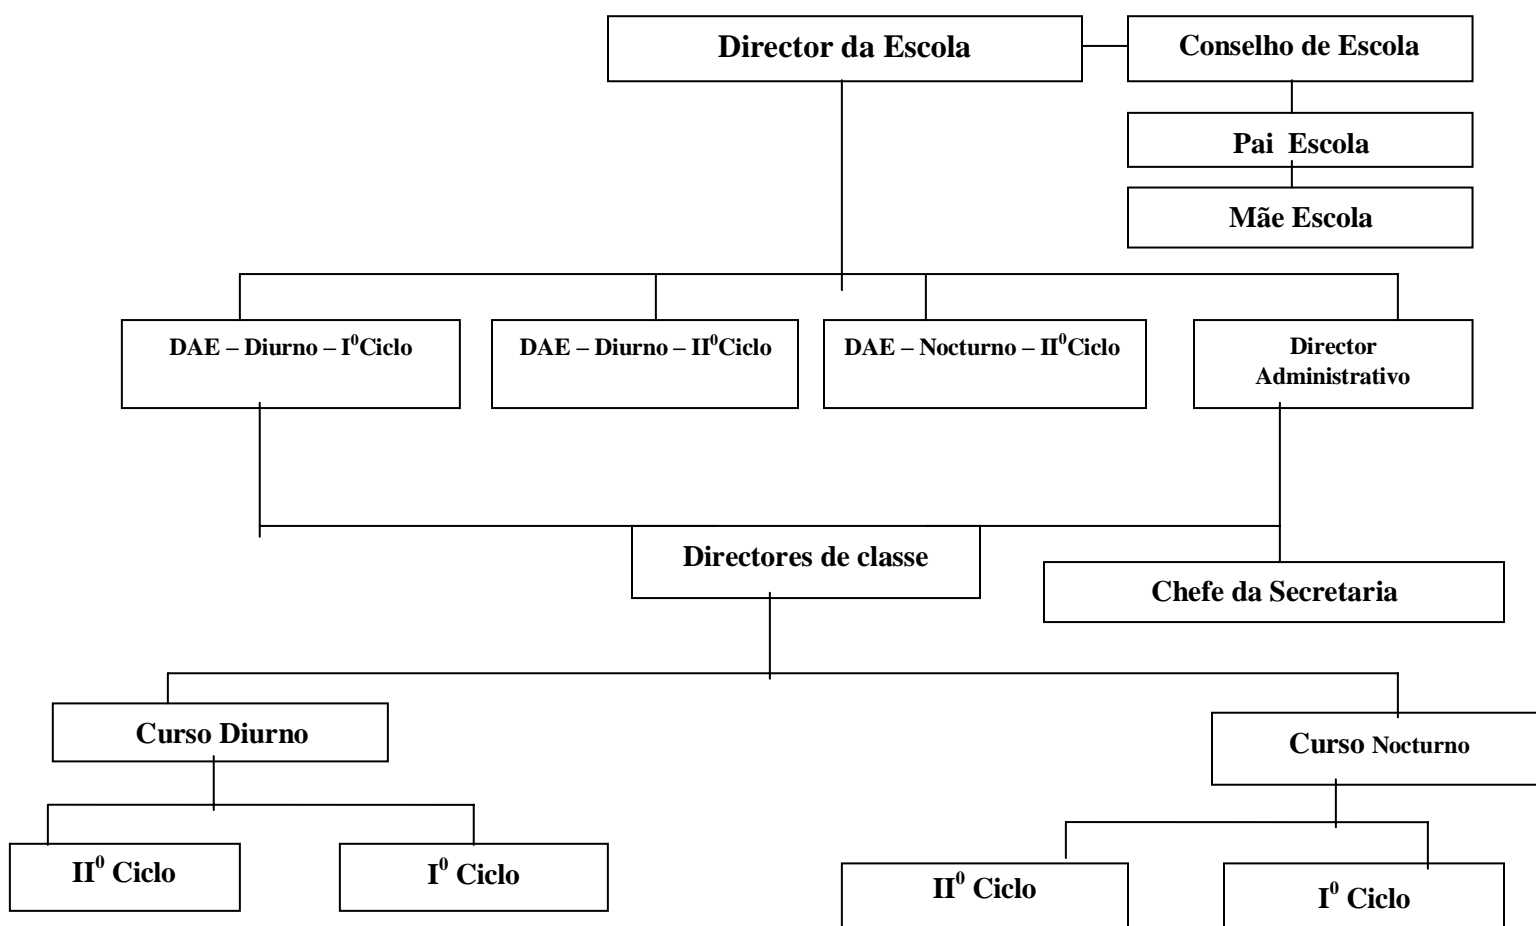 Director da Escola
Conselho de Escola
Pai Escola
Mãe Escola
DAE – Diurno – I⁰Ciclo
DAE – Diurno – II⁰Ciclo
DAE – Nocturno – II⁰Ciclo
Director
Administrativo
Directores de classe
Chefe da Secretaria
Curso Diurno
Curso Nocturno
II⁰ Ciclo
I⁰ Ciclo
II⁰ Ciclo
I⁰ Ciclo